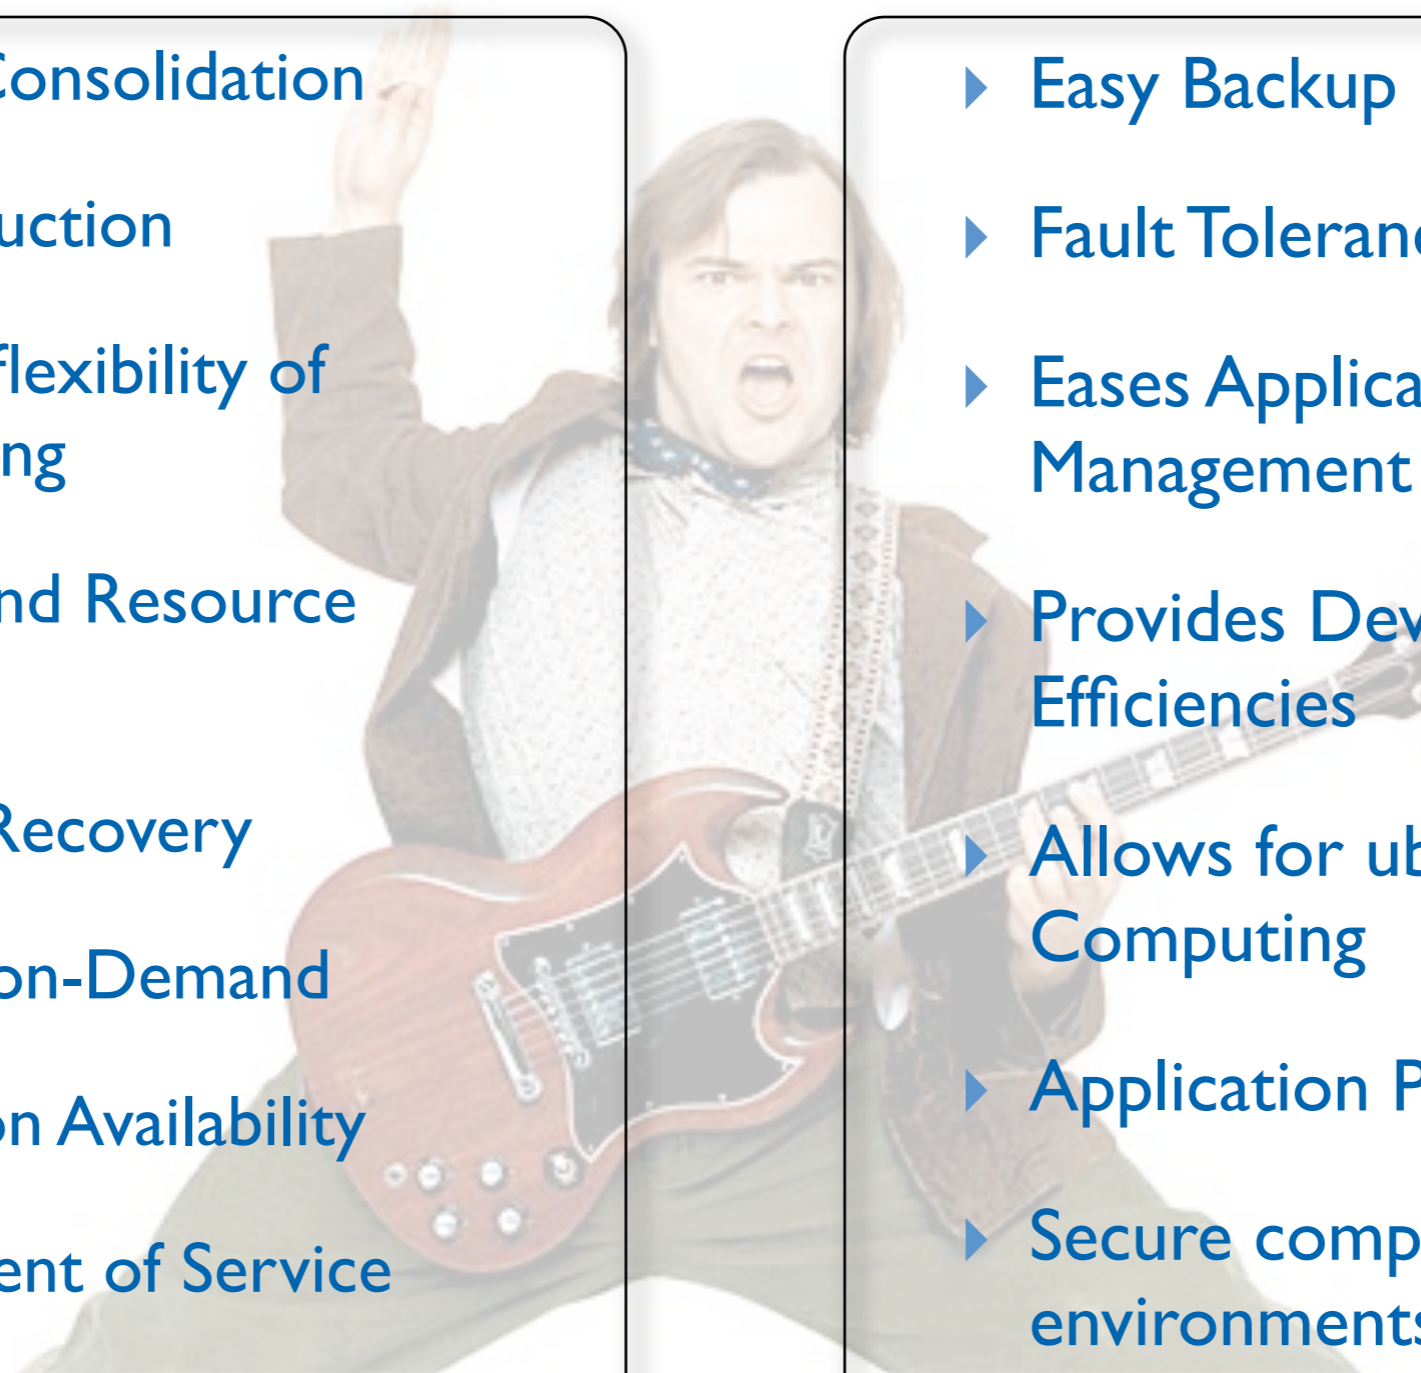 Consolidation
uction
flexibility of
ng
nd Resource
Recovery
on-Demand
on Availability
ent of Service
Easy Backup
Fault Toleranc
Eases Applica
Management
Provides Dev
Efficiencies
Allows for ub
Computing
Application P
Secure comp
environments